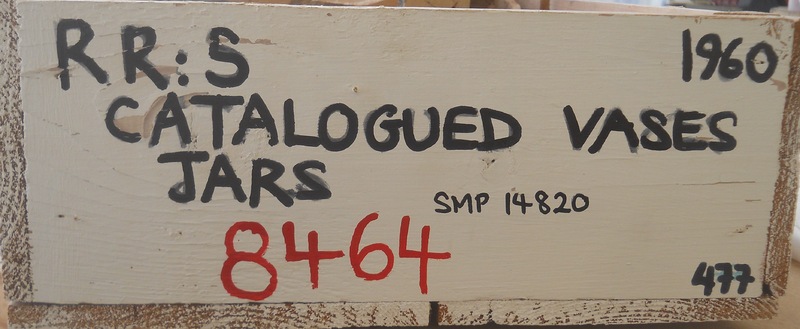 RR:S 1960
CATALOGUED VASES
JARS
SMP 14820
8464
477